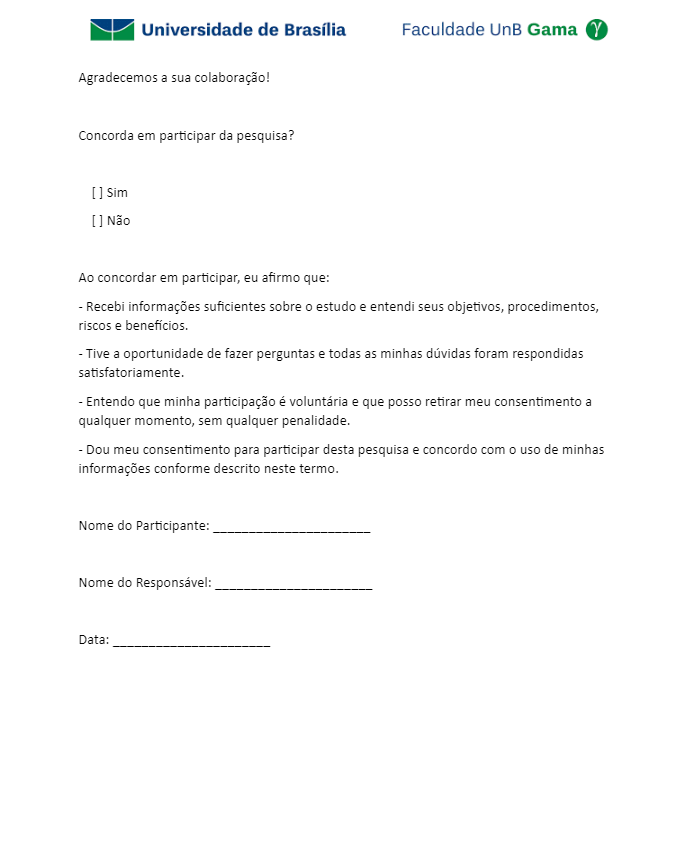 Universidade de Brasília Faculdade UnB Gama
Agradecemos a sua colaboração!
Concorda em participar da pesquisa?
[ ] Sim
[ ] Não
Ao concordar em participar, eu afirmo que:
- Recebi informações suficientes sobre o estudo e entendi seus objetivos, procedimentos,
riscos e benefícios.
- Tive a oportunidade de fazer perguntas e todas as minhas dúvidas foram respondidas
satisfatoriamente.
- Entendo que minha participação é voluntária e que posso retirar meu consentimento a
qualquer momento, sem qualquer penalidade.
- Dou meu consentimento para participar desta pesquisa e concordo com o uso de minhas
informações conforme descrito neste termo.
Nome do Participante: ______________________
Nome do Responsável: ______________________
Data: ______________________